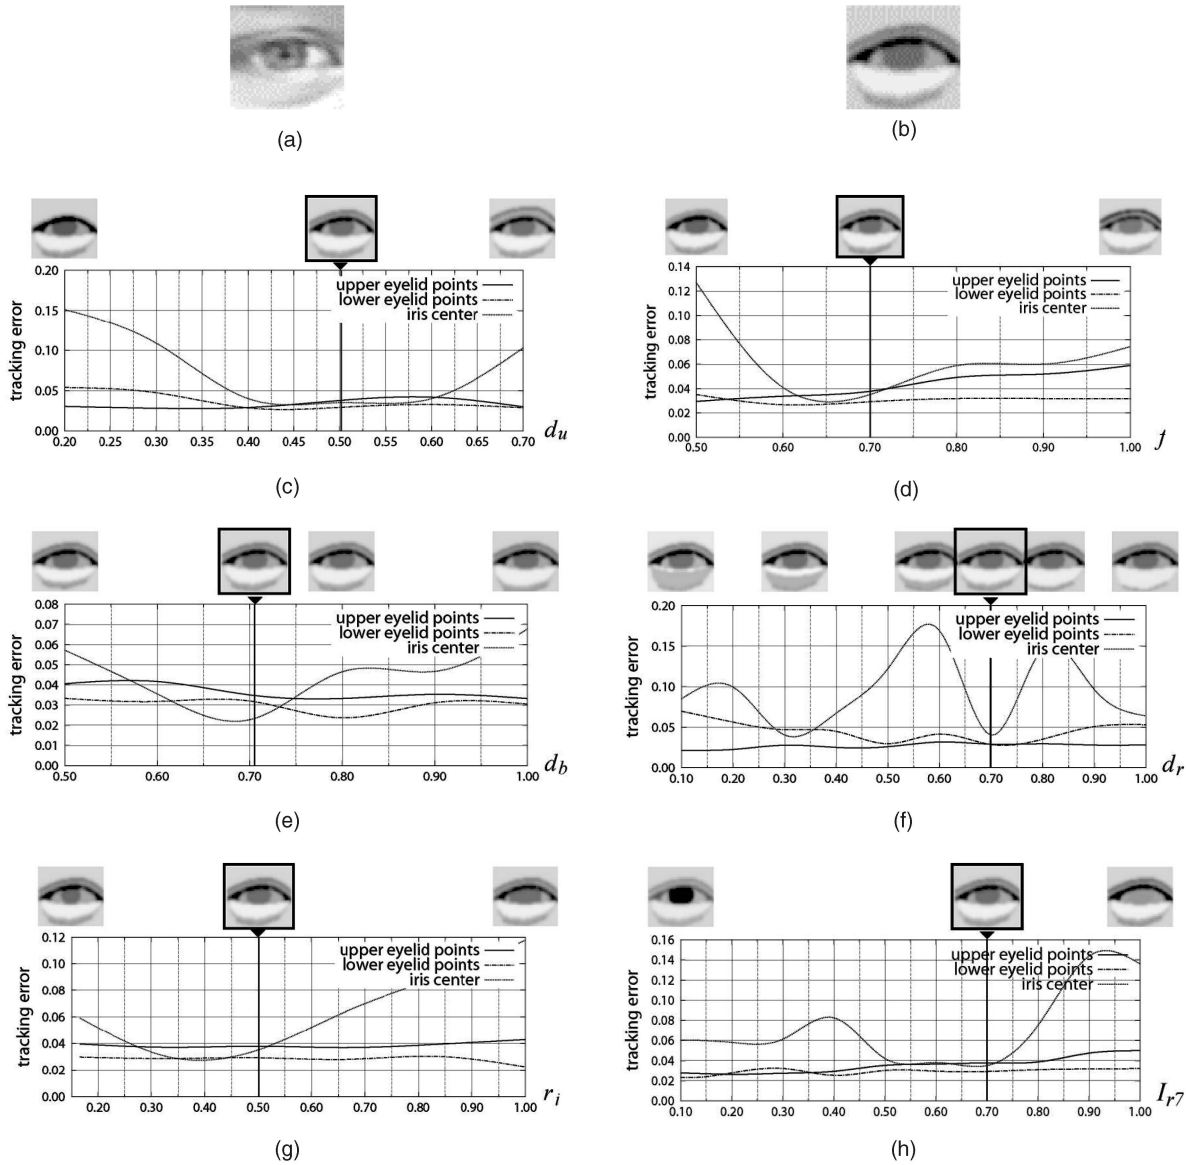 (a)
(b)
0.20
0.15
0.10
0.05
0.00
tracking error
upper eyelid points
lower eyelid points
iris center
0.20 0.25 0.30 0.35 0.40 0.45 0.50 0.55 0.60 0.65 0.70
d_u
(c)
0.14
0.12
0.10
0.08
0.06
0.04
0.02
0.00
tracking error
upper eyelid points
lower eyelid points
iris center
0.50 0.60 0.70 0.80 0.90 1.00
f
(d)
0.08
0.07
0.06
0.05
0.04
0.03
0.02
0.01
0.00
tracking error
upper eyelid points
lower eyelid points
iris center
0.50 0.60 0.70 0.80 0.90 1.00
d_b
(e)
0.20
0.15
0.10
0.05
0.00
tracking error
upper eyelid points
lower eyelid points
iris center
0.10 0.20 0.30 0.40 0.50 0.60 0.70 0.80 0.90 1.00
d_r
(f)
0.12
0.10
0.08
0.06
0.04
0.02
0.00
tracking error
upper eyelid points
lower eyelid points
iris center
0.20 0.30 0.40 0.50 0.60 0.70 0.80 0.90 1.00
r_i
(g)
0.16
0.14
0.12
0.10
0.08
0.06
0.04
0.02
0.00
tracking error
upper eyelid points
lower eyelid points
iris center
0.10 0.20 0.30 0.40 0.50 0.60 0.70 0.80 0.90 1.00
I_r7
(h)